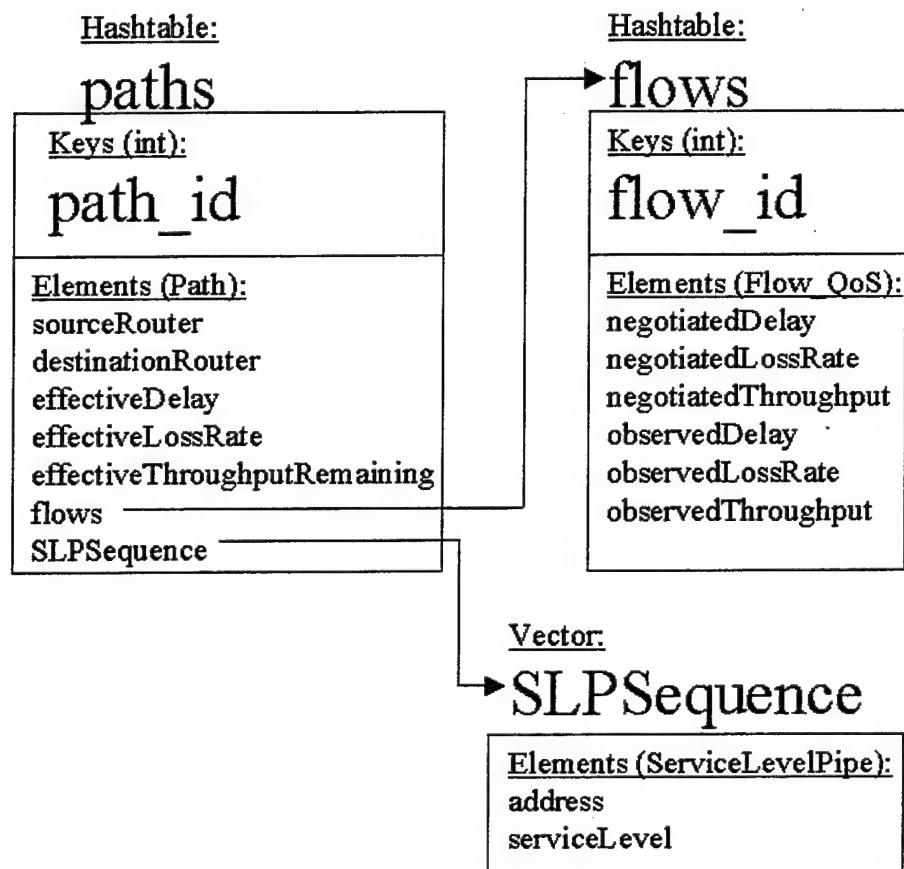 Hashtable:
paths
Keys (int):
path_id
Elements (Path):
sourceRouter
destinationRouter
effectiveDelay
effectiveLossRate
effectiveThroughputRemaining
flows
SLPSequence
Hashtable:
flows
Keys (int):
flow_id
Elements (Flow_QoS):
negotiatedDelay
negotiatedLossRate
negotiatedThroughput
observedDelay
observedLossRate
observedThroughput
Vector:
SLPSequence
Elements (ServiceLevelPipe):
address
serviceLevel